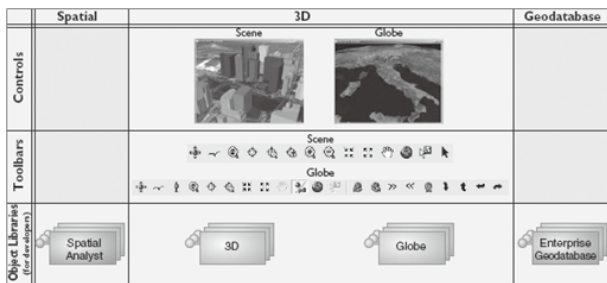 Spatial 3D Geodatabase
Controls
Scene Globe
Toolbars
Scene
Globe
Object Libraries
(for developers)
Spatial
Analyst
3D
Globe
Enterprise
Geodatabase